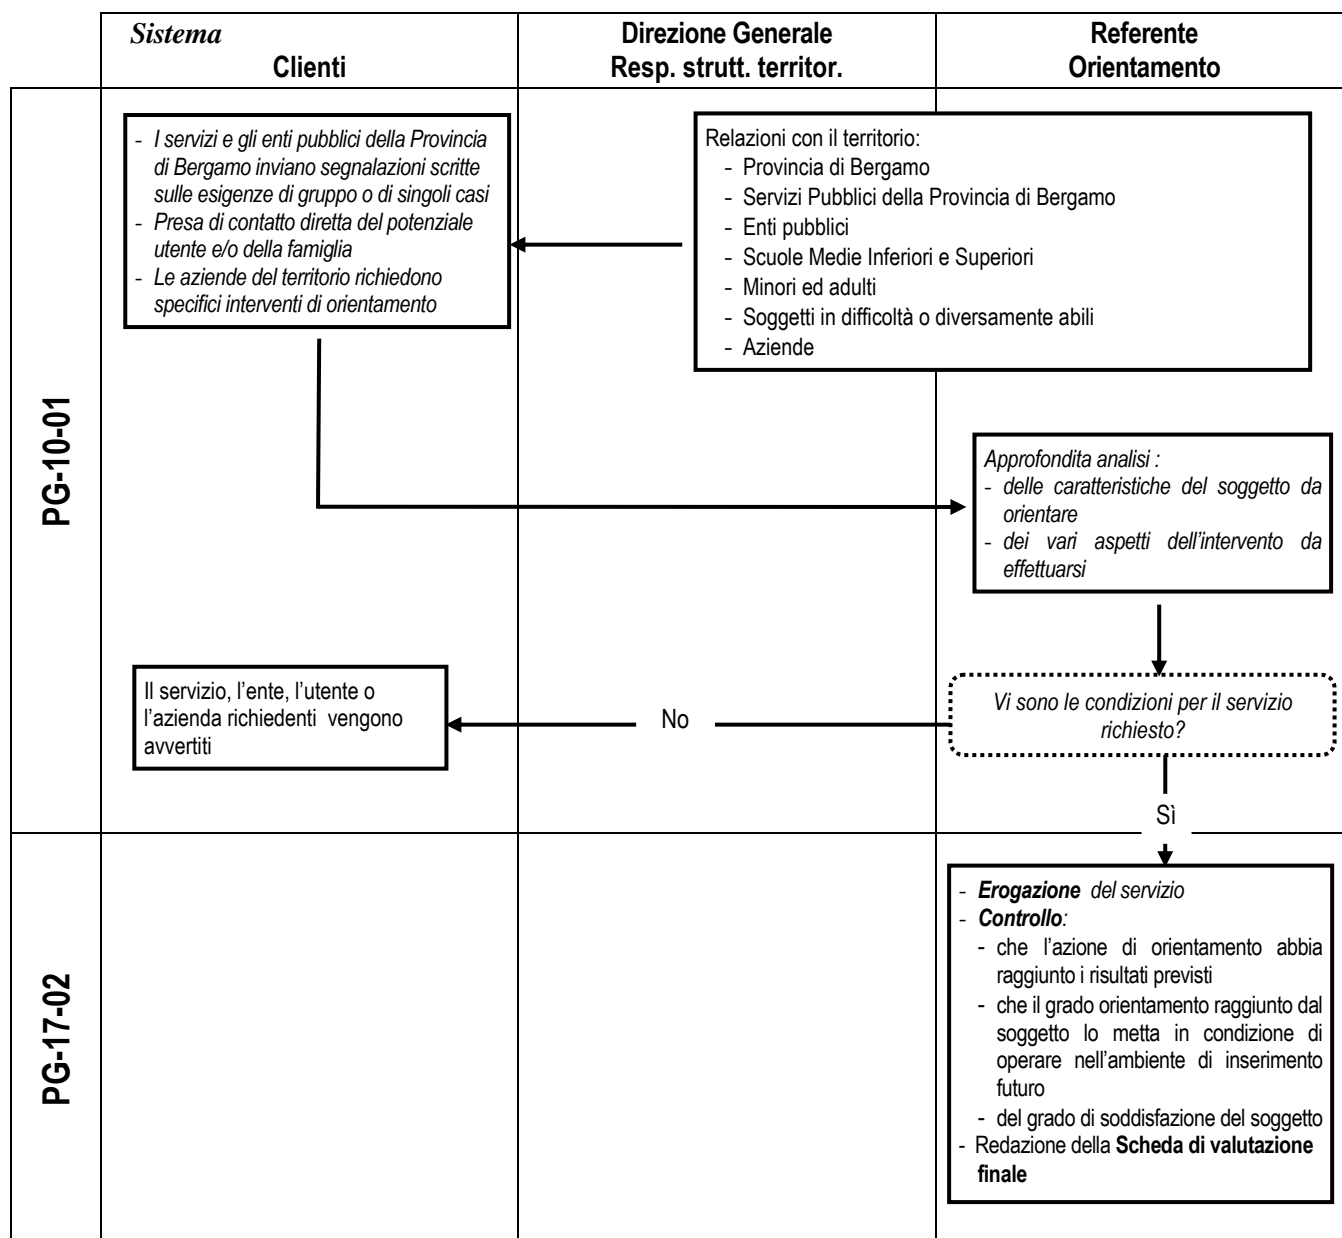 Sistema
Clienti
Direzione Generale
Resp. strutt. territor.
Referente
Orientamento
PG-10-01
- I servizi e gli enti pubblici della Provincia
di Bergamo inviano segnalazioni scritte
sulle esigenze di gruppo o di singoli casi
- Presa di contatto diretta del potenziale
utente e/o della famiglia
- Le aziende del territorio richiedono
specifici interventi di orientamento
Relazioni con il territorio:
- Provincia di Bergamo
- Servizi Pubblici della Provincia di Bergamo
- Enti pubblici
- Scuole Medie Inferiori e Superiori
- Minori ed adulti
- Soggetti in difficoltà o diversamente abili
- Aziende
Approfondita analisi :
- delle caratteristiche del soggetto da
orientare
- dei vari aspetti dell’intervento da
effettuarsi
Vi sono le condizioni per il servizio
richiesto?
No
Il servizio, l’ente, l’utente o
l’azienda richiedenti vengono
avvertiti
Sì
PG-17-02
- Erogazione del servizio
- Controllo:
- che l’azione di orientamento abbia
raggiunto i risultati previsti
- che il grado orientamento raggiunto dal
soggetto lo metta in condizione di
operare nell’ambiente di inserimento
futuro
- del grado di soddisfazione del soggetto
- Redazione della Scheda di valutazione
finale